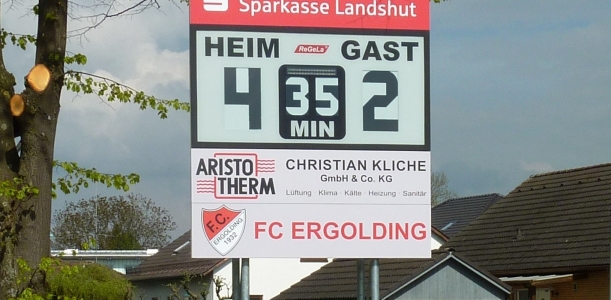 Sparkasse Landshut
HEIM ReGeLa GAST
4 35 2
MIN
ARISTO THERM
CHRISTIAN KLICHE
GmbH & Co. KG
Lüftung · Klima · Kälte · Heizung · Sanitär
F.C.
ERGOLDING
1932
FC ERGOLDING